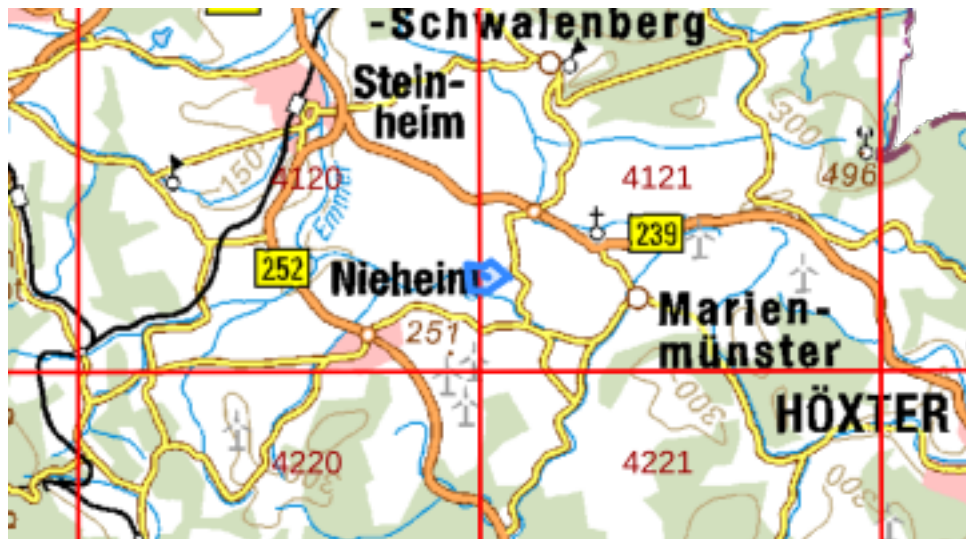 -Schwalenberg
Stein-
heim
300
150
4120
4121
496
Emmer
239
252
Nieheim
Marien-
münster
251
300
HÖXTER
4220
300
4221
300